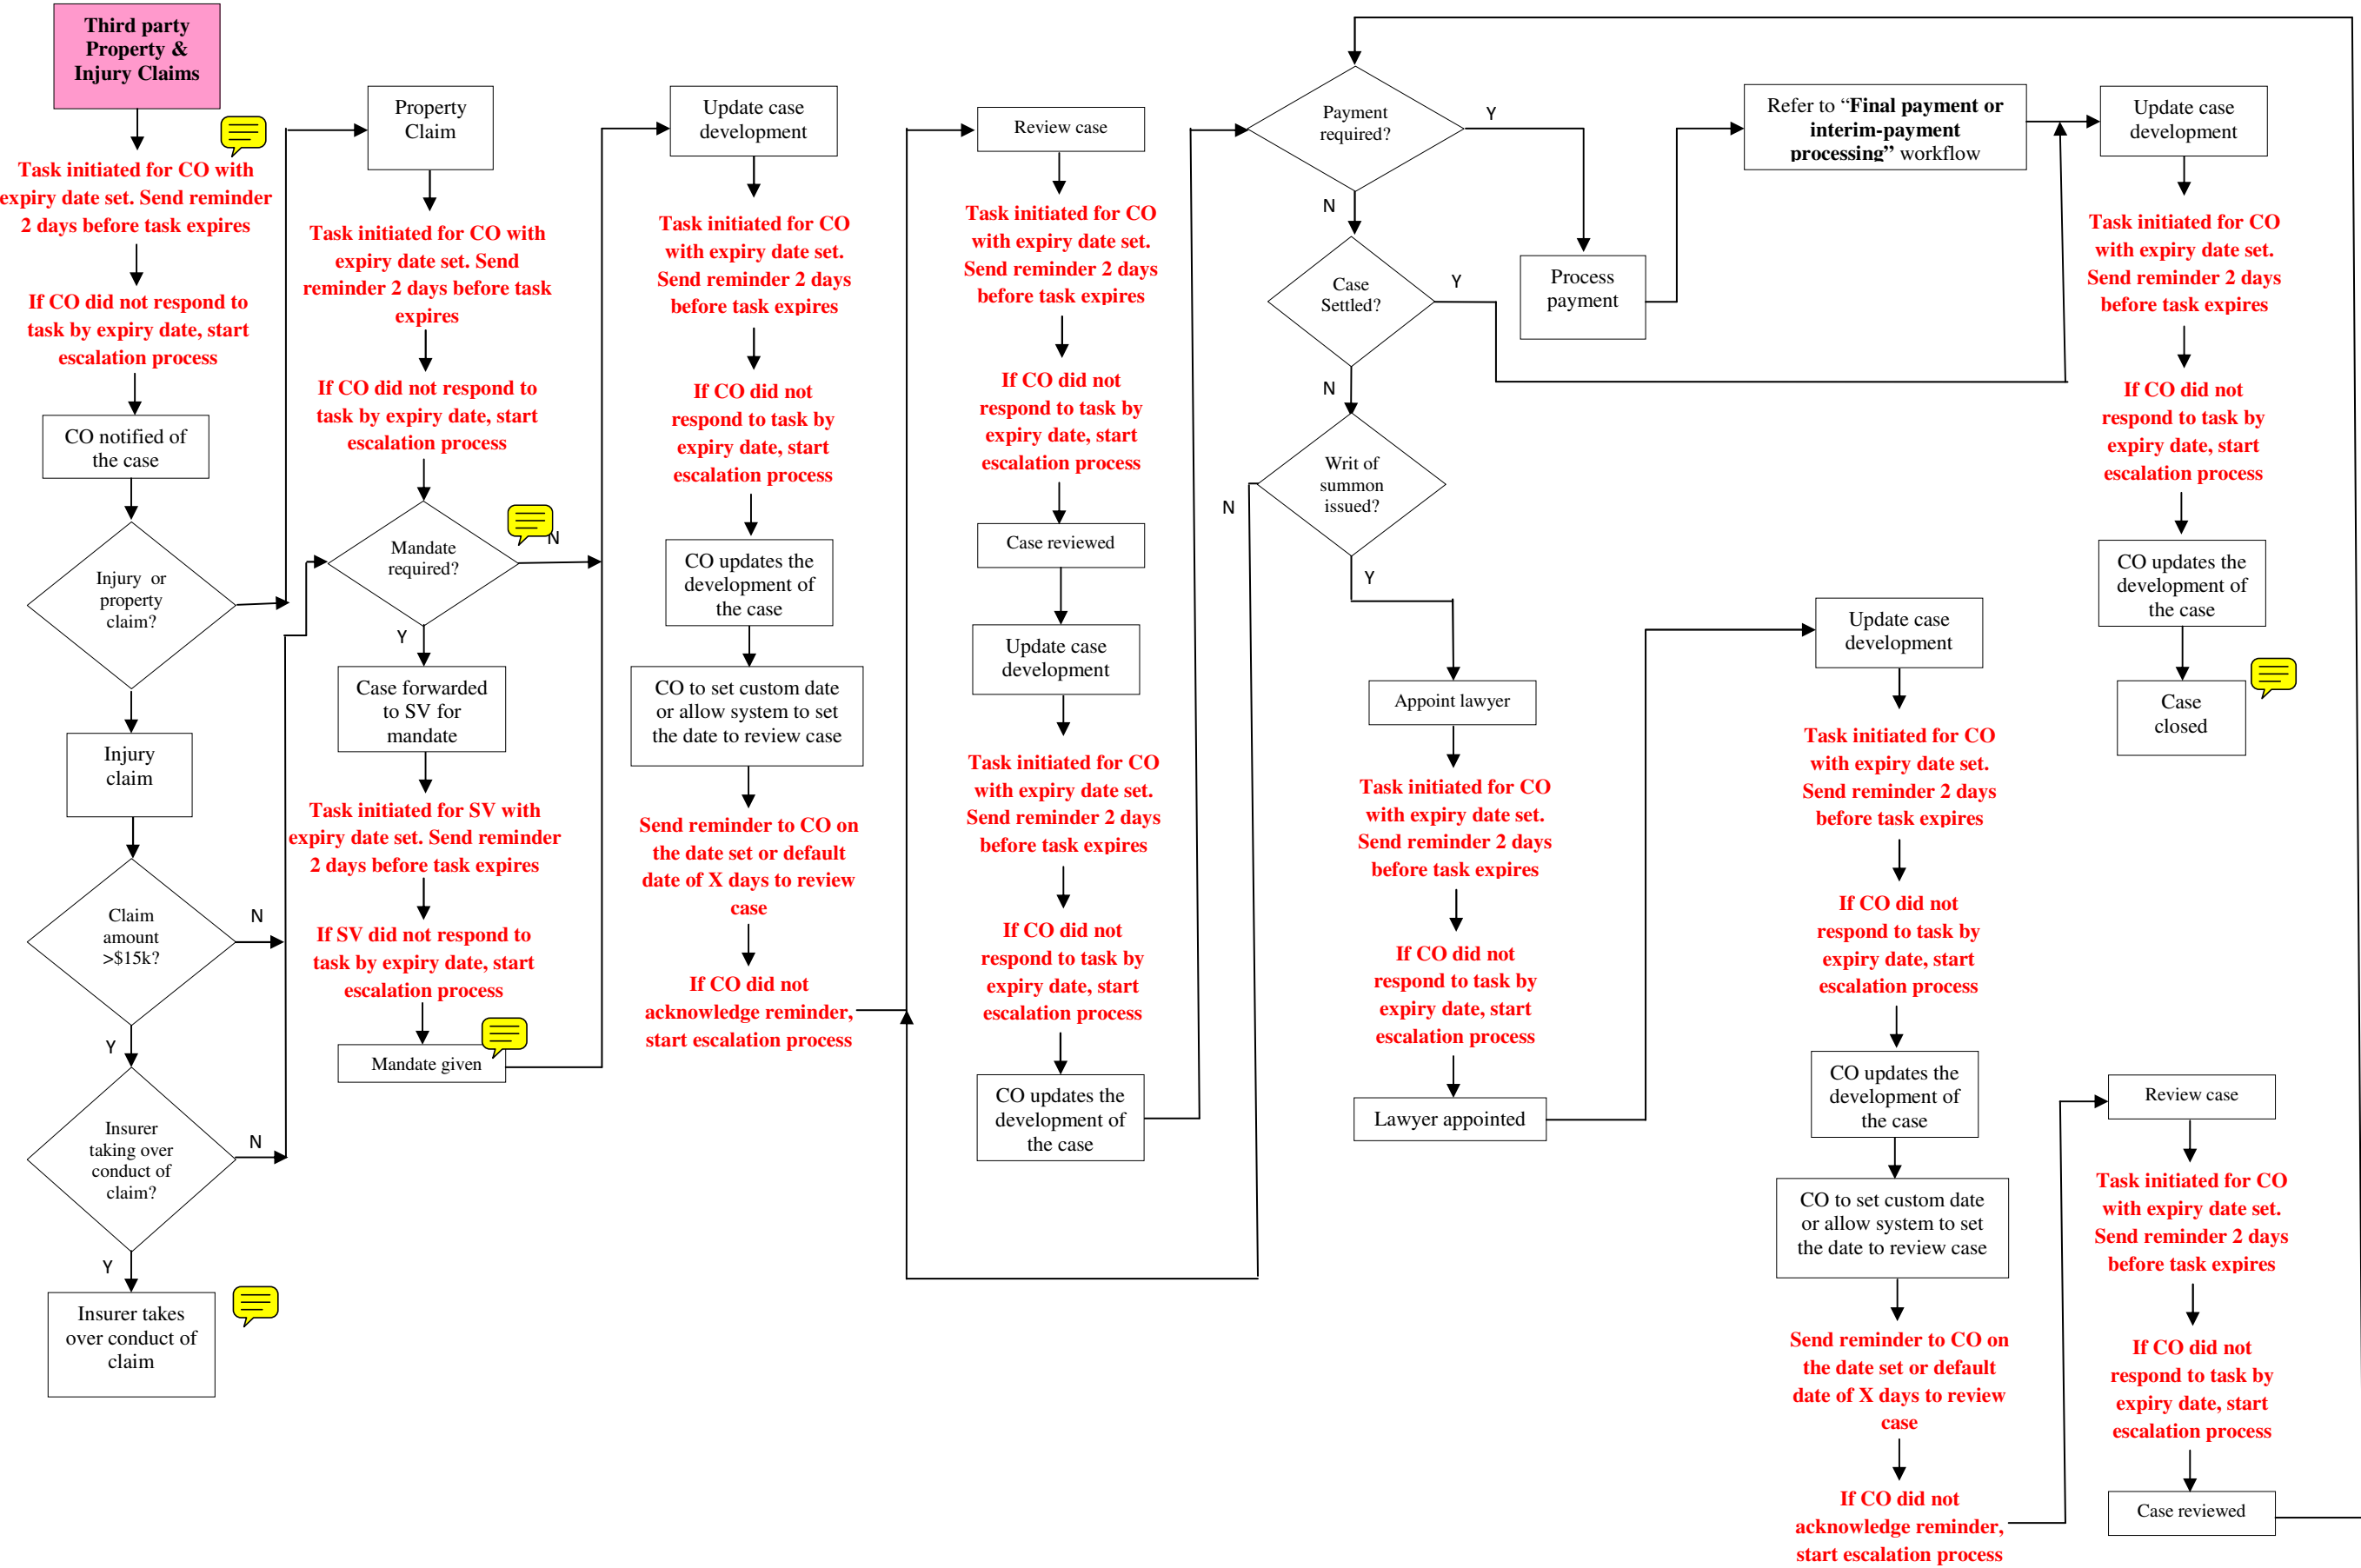 Third party
Property &
Injury Claims
Task initiated for CO with
expiry date set. Send reminder
2 days before task expires
If CO did not respond to
task by expiry date, start
escalation process
CO notified of
the case
Injury or
property
claim?
Injury
claim
Claim
amount
>$15k?
N
Y
Insurer
taking over
conduct of
claim?
N
Y
Insurer takes
over conduct of
claim
Property
Claim
Task initiated for CO with
expiry date set. Send
reminder 2 days before task
expires
If CO did not respond to
task by expiry date, start
escalation process
Mandate
required?
N
Y
Case forwarded
to SV for
mandate
Task initiated for SV with
expiry date set. Send reminder
2 days before task expires
If SV did not respond to
task by expiry date, start
escalation process
Mandate given
Update case
development
Task initiated for CO
with expiry date set.
Send reminder 2 days
before task expires
If CO did not
respond to task by
expiry date, start
escalation process
CO updates the
development of
the case
CO to set custom date
or allow system to set
the date to review case
Send reminder to CO on
the date set or default
date of X days to review
case
If CO did not
acknowledge reminder,
start escalation process
Review case
Task initiated for CO
with expiry date set.
Send reminder 2 days
before task expires
If CO did not
respond to task by
expiry date, start
escalation process
Case reviewed
Update case
development
Task initiated for CO
with expiry date set.
Send reminder 2 days
before task expires
If CO did not
respond to task by
expiry date, start
escalation process
CO updates the
development of
the case
Payment
required?
Y
N
Case
Settled?
Y
N
Writ of
summon
issued?
N
Y
Process
payment
Refer to “Final payment or
interim-payment
processing” workflow
Appoint lawyer
Task initiated for CO
with expiry date set.
Send reminder 2 days
before task expires
If CO did not
respond to task by
expiry date, start
escalation process
Lawyer appointed
Update case
development
Task initiated for CO
with expiry date set.
Send reminder 2 days
before task expires
If CO did not
respond to task by
expiry date, start
escalation process
CO updates the
development of
the case
CO to set custom date
or allow system to set
the date to review case
Send reminder to CO on
the date set or default
date of X days to review
case
If CO did not
acknowledge reminder,
start escalation process
Update case
development
Task initiated for CO
with expiry date set.
Send reminder 2 days
before task expires
If CO did not
respond to task by
expiry date, start
escalation process
CO updates the
development of
the case
Case
closed
Review case
Task initiated for CO
with expiry date set.
Send reminder 2 days
before task expires
If CO did not
respond to task by
expiry date, start
escalation process
Case reviewed